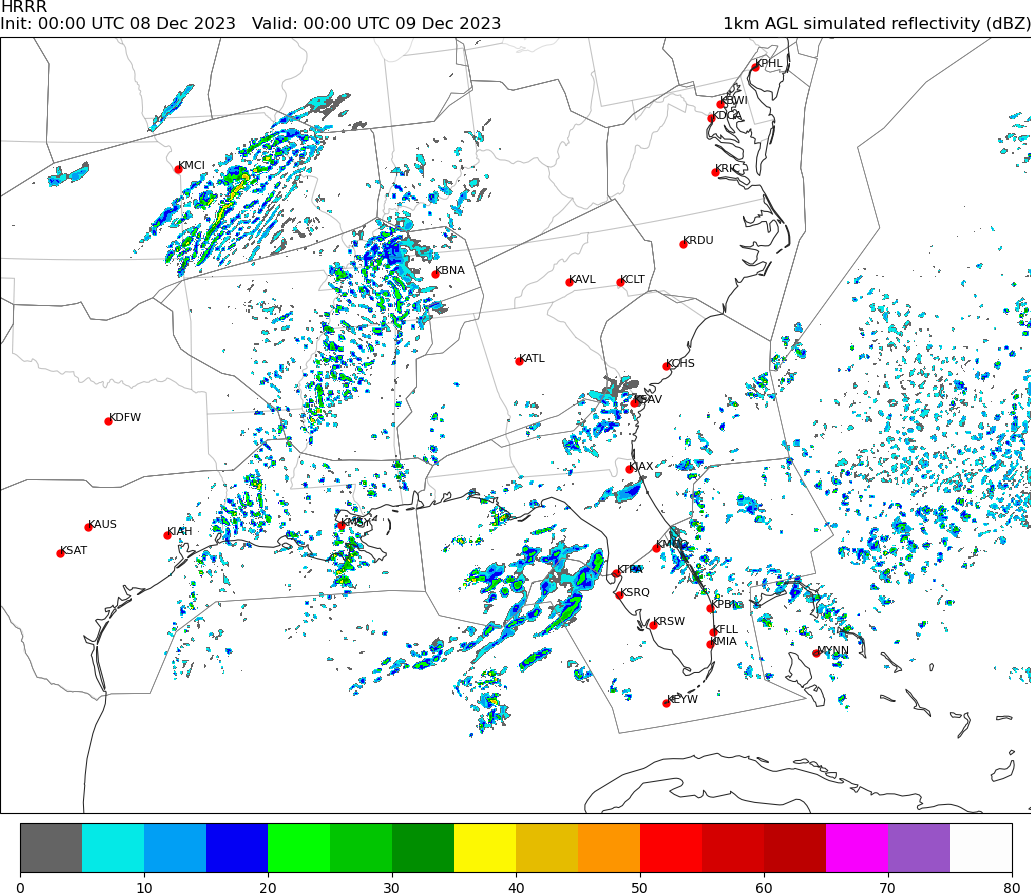 HRRR
Init: 00:00 UTC 08 Dec 2023   Valid: 00:00 UTC 09 Dec 2023   1km AGL simulated reflectivity (dBZ)
KPHL
KBWI
KDCA
KMCI
KRIC
KRDU
KBNA
KAVL
KCLT
KATL
KCHS
KSAV
KDFW
KJAX
KAUS
KMSY
KIAH
KSAT
KTPA
KSRQ
KPBI
KRSW
KFLL
KMIA
MYNN
KEYW
0 10 20 30 40 50 60 70 80